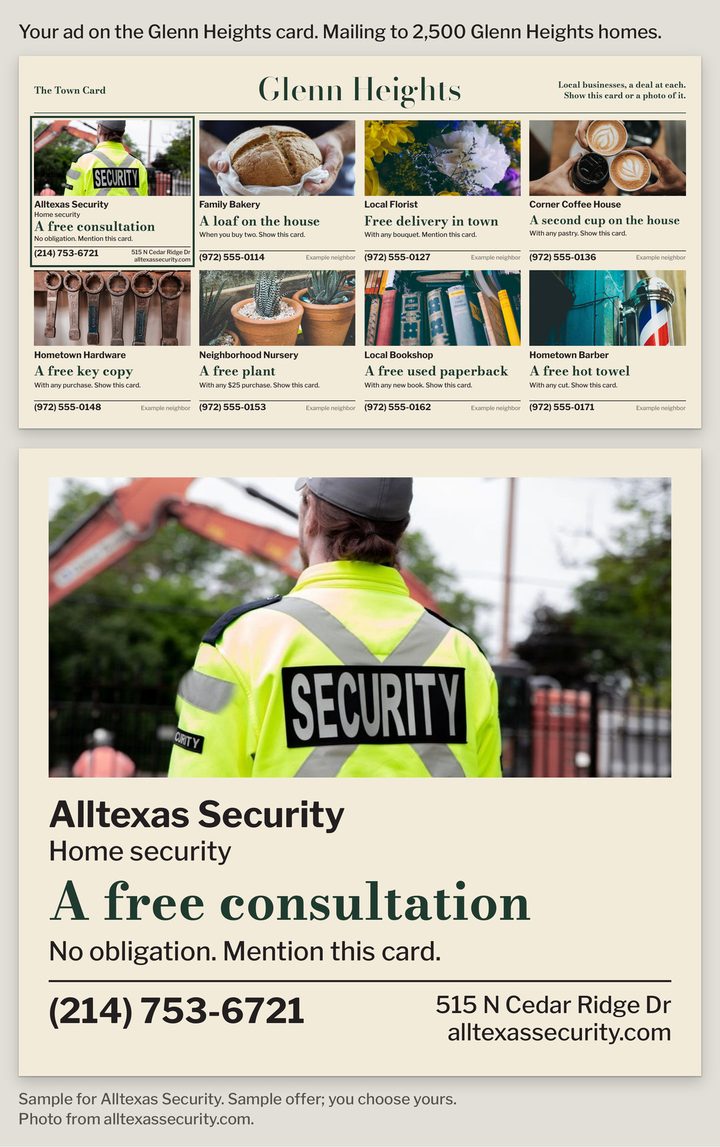 Your ad on the Glenn Heights card. Mailing to 2,500 Glenn Heights homes.
The Town Card
Glenn Heights
Local businesses, a deal at each.
Show this card or a photo of it.
SECURITY
Alltexas Security
Home security
A free consultation
No obligation. Mention this card.
(214) 753-6721
515 N Cedar Ridge Dr
alltexassecurity.com
Family Bakery
A loaf on the house
When you buy two. Show this card.
(972) 555-0114
Example neighbor
Local Florist
Free delivery in town
With any bouquet. Mention this card.
(972) 555-0127
Example neighbor
Corner Coffee House
A second cup on the house
With any pastry. Show this card.
(972) 555-0136
Example neighbor
Hometown Hardware
A free key copy
With any purchase. Show this card.
(972) 555-0148
Example neighbor
Neighborhood Nursery
A free plant
With any $25 purchase. Show this card.
(972) 555-0153
Example neighbor
Local Bookshop
A free used paperback
With any new book. Show this card.
(972) 555-0162
Example neighbor
Hometown Barber
A free hot towel
With any cut. Show this card.
(972) 555-0171
Example neighbor
SECURITY
CURITY
Alltexas Security
Home security
A free consultation
No obligation. Mention this card.
(214) 753-6721
515 N Cedar Ridge Dr
alltexassecurity.com
Sample for Alltexas Security. Sample offer; you choose yours.
Photo from alltexassecurity.com.